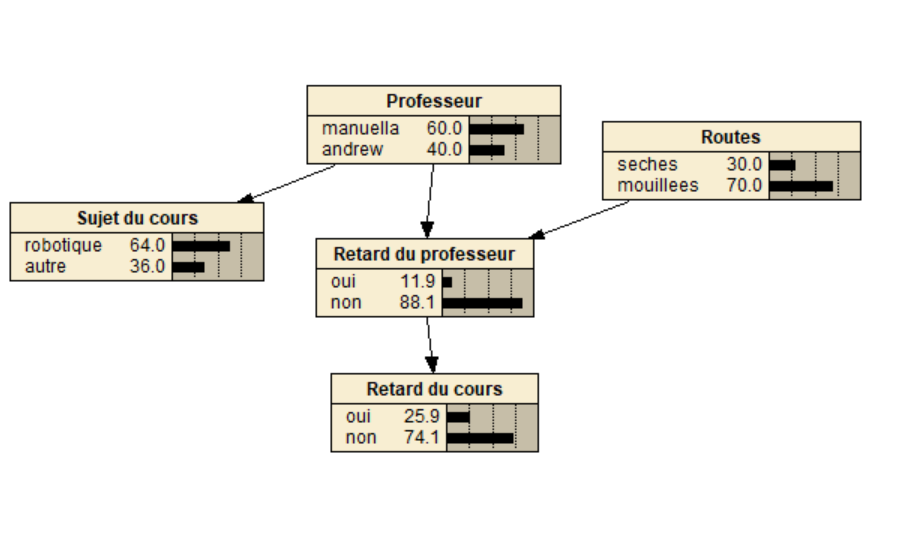 Professeur
manuella 60.0
andrew 40.0
Routes
seches 30.0
mouillees 70.0
Sujet du cours
robotique 64.0
autre 36.0
Retard du professeur
oui 11.9
non 88.1
Retard du cours
oui 25.9
non 74.1